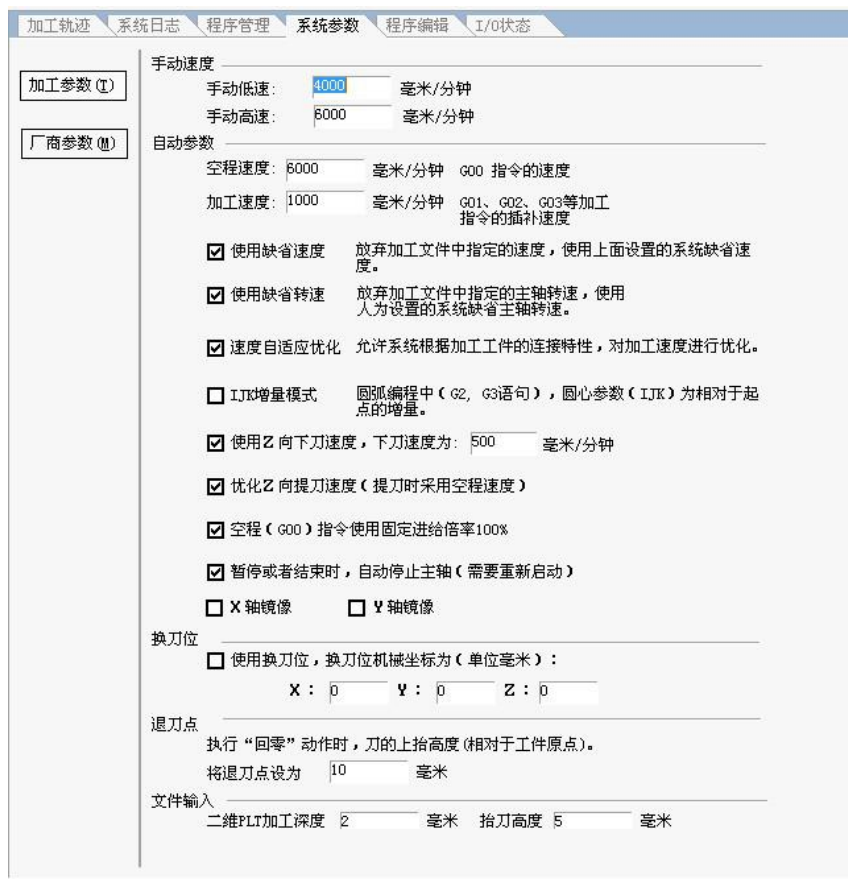 加工轨迹 系统日志 程序管理 系统参数 程序编辑 I/O状态
加工参数(T)
厂商参数(M)
手动速度
手动低速: 4000 毫米/分钟
手动高速: 6000 毫米/分钟
自动参数
空程速度: 6000 毫米/分钟 G00 指令的速度
加工速度: 1000 毫米/分钟 G01、G02、G03等加工
指令的插补速度
使用缺省速度 放弃加工文件中指定的速度，使用上面设置的系统缺省速
度。
使用缺省转速 放弃加工文件中指定的主轴转速，使用
人为设置的系统缺省主轴转速。
速度自适应优化 允许系统根据加工工件的连接特性，对加工速度进行优化。
IJK增量模式 圆弧编程中(G2, G3语句)，圆心参数(IJK)为相对于起
点的增量。
使用Z向下刀速度，下刀速度为: 500 毫米/分钟
优化Z向提刀速度(提刀时采用空程速度)
空程(G00)指令使用固定进给倍率100%
暂停或者结束时，自动停止主轴(需要重新启动)
X轴镜像 Y轴镜像
换刀位
使用换刀位，换刀位机械坐标为(单位毫米):
X: 0 Y: 0 Z: 0
退刀点
执行“回零”动作时，刀的上抬高度(相对于工件原点)。
将退刀点设为 10 毫米
文件输入
二维PLT加工深度 2 毫米 抬刀高度 5 毫米